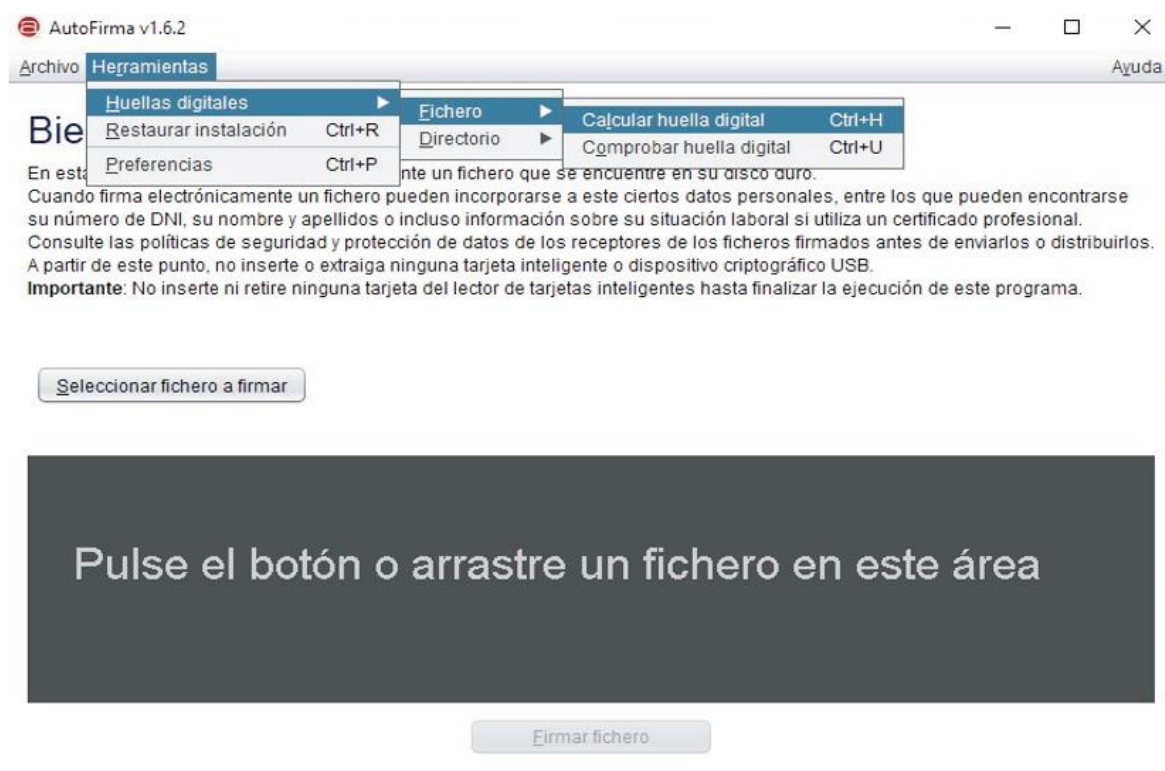 AutoFirma v1.6.2
Archivo Herramientas Ayuda
Huellas digitales
Restaurar instalación Ctrl+R
Preferencias Ctrl+P
Fichero
Directorio
Calcular huella digital Ctrl+H
Comprobar huella digital Ctrl+U
Bie
En est
nte un fichero que se encuentre en su disco duro.
Cuando firma electrónicamente un fichero pueden incorporarse a este ciertos datos personales, entre los que pueden encontrarse
su número de DNI, su nombre y apellidos o incluso información sobre su situación laboral si utiliza un certificado profesional.
Consulte las políticas de seguridad y protección de datos de los receptores de los ficheros firmados antes de enviarlos o distribuirlos.
A partir de este punto, no inserte o extraiga ninguna tarjeta inteligente o dispositivo criptográfico USB.
Importante: No inserte ni retire ninguna tarjeta del lector de tarjetas inteligentes hasta finalizar la ejecución de este programa.
Seleccionar fichero a firmar
Pulse el botón o arrastre un fichero en este área
Firmar fichero